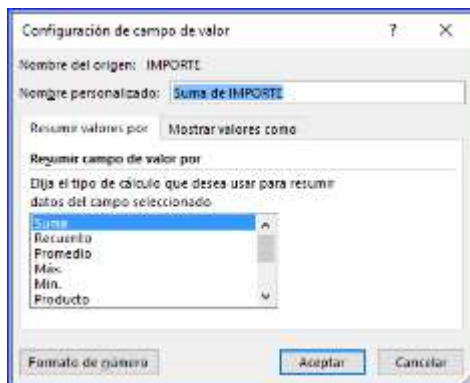 Configuración de campo de valor ? ×
Nombre del origen: IMPORTE
Nombre personalizado: Suma de IMPORTE
Resumir valores por Mostrar valores como
Resumir campo de valor por
Elija el tipo de cálculo que desea usar para resumir
datos del campo seleccionado
Suma
Recuento
Promedio
Máx.
Mín.
Producto
Formato de número Aceptar Cancelar